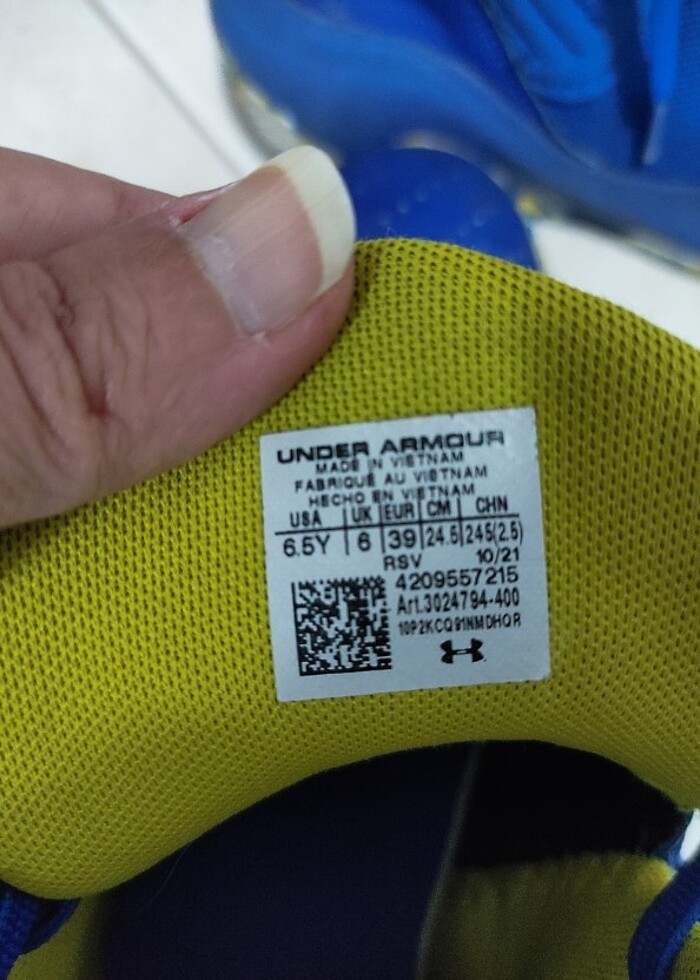 UNDER ARMOUR
MADE IN VIETNAM
FABRIQUÉ AU VIETNAM
HECHO EN VIETNAM
USA UK EUR CM CHN
6.5Y 6 39 24.5 245(2.5)
RSV 10/21
4209557215
Art.3024794-400
10P2KCQ91NMDHQR